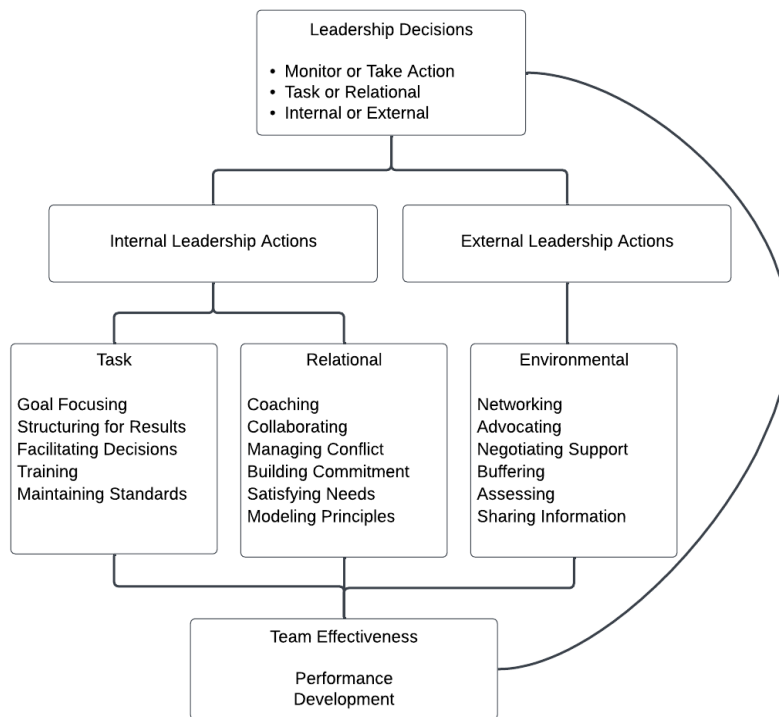 Leadership Decisions
• Monitor or Take Action
• Task or Relational
• Internal or External
Internal Leadership Actions
External Leadership Actions
Task
Goal Focusing
Structuring for Results
Facilitating Decisions
Training
Maintaining Standards
Relational
Coaching
Collaborating
Managing Conflict
Building Commitment
Satisfying Needs
Modeling Principles
Environmental
Networking
Advocating
Negotiating Support
Buffering
Assessing
Sharing Information
Team Effectiveness
Performance
Development